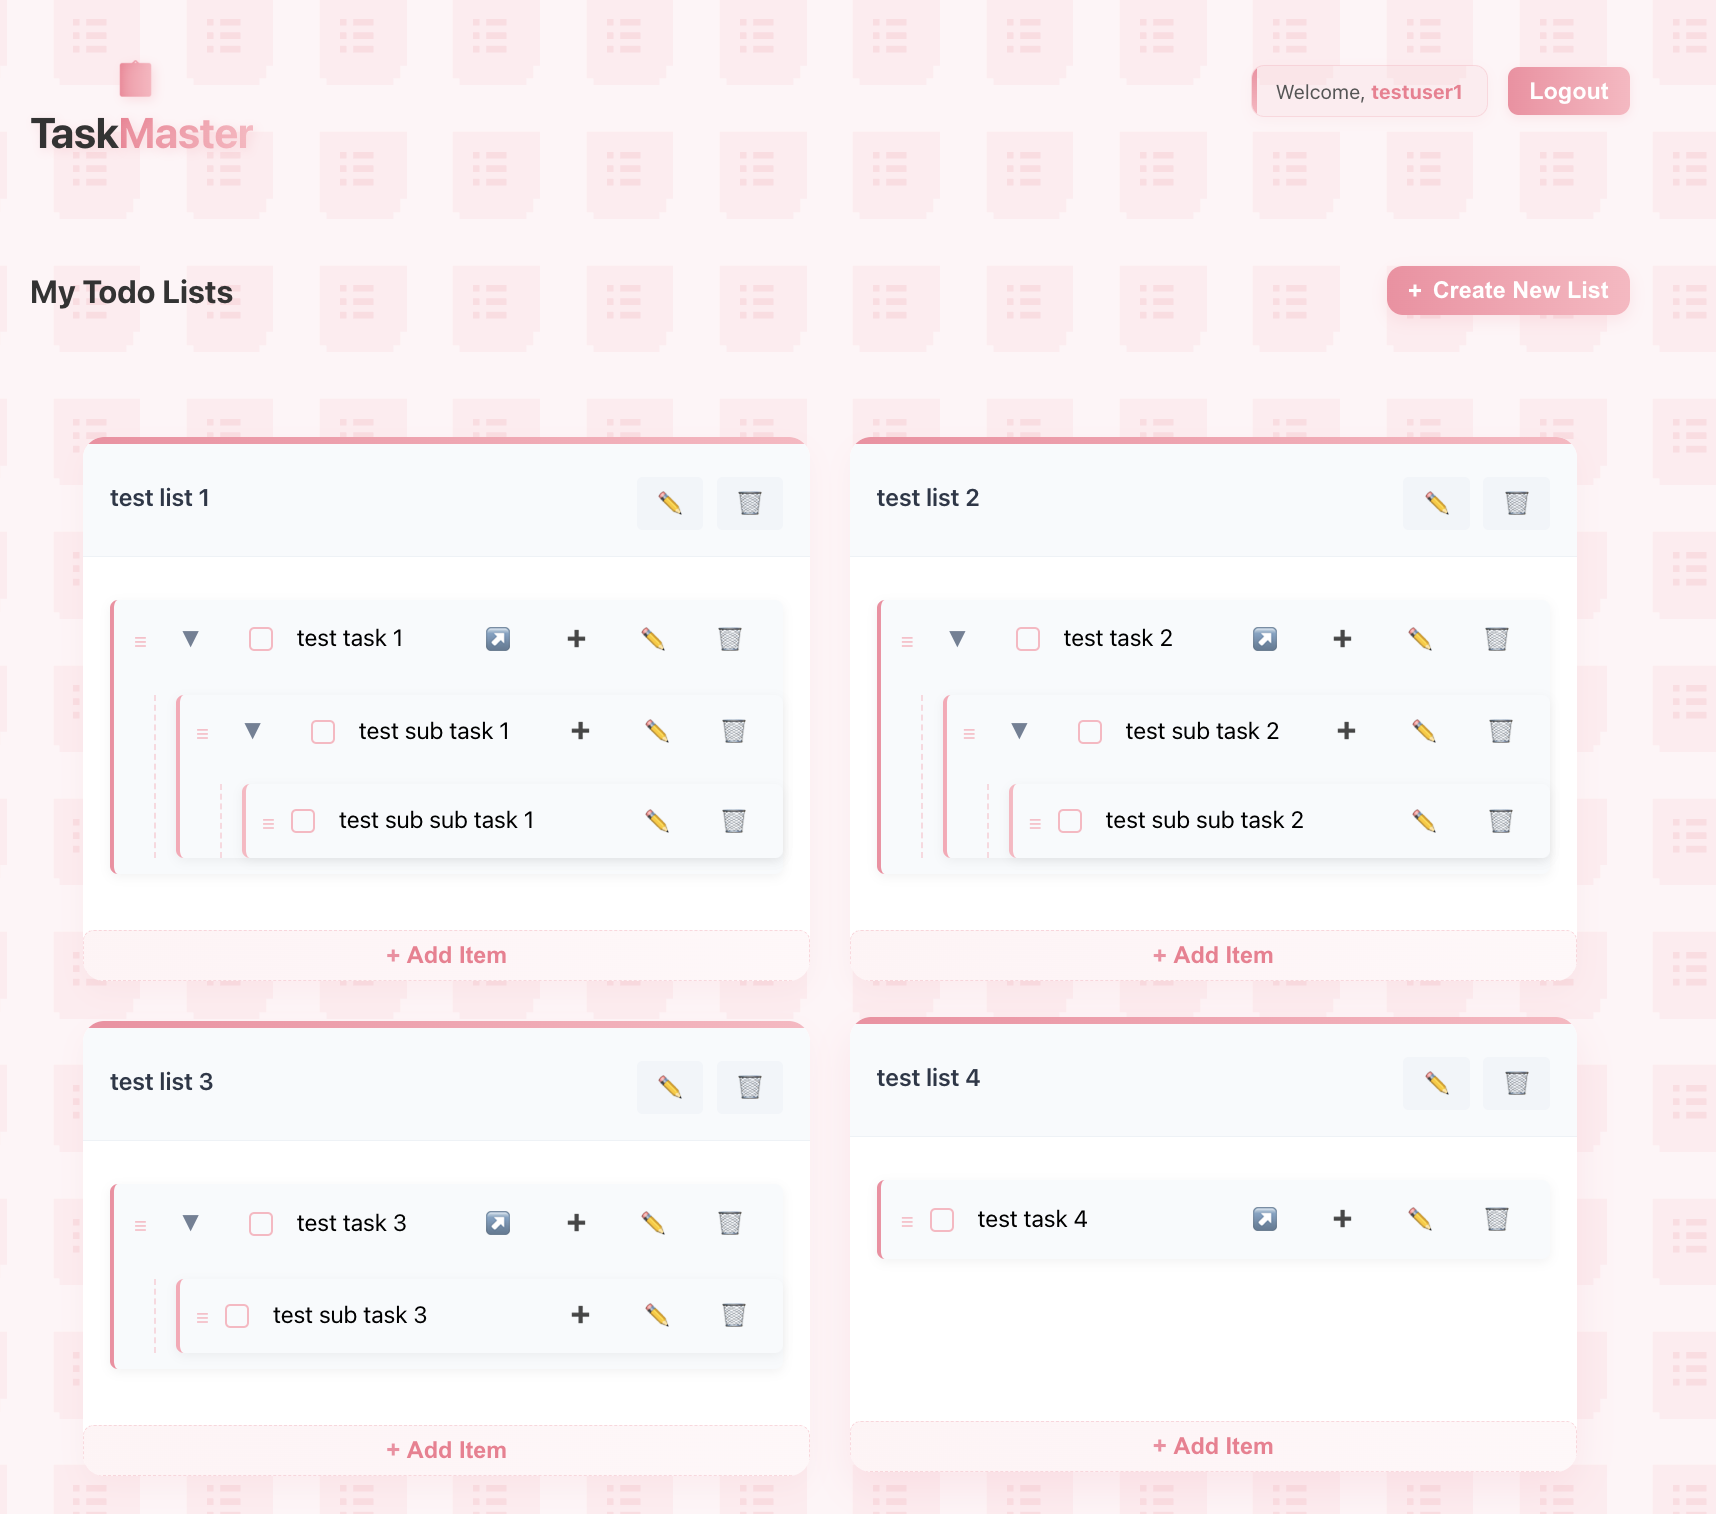 TaskMaster
Welcome, testuser1
Logout
My Todo Lists
+ Create New List
test list 1
test task 1
test sub task 1
test sub sub task 1
+ Add Item
test list 2
test task 2
test sub task 2
test sub sub task 2
+ Add Item
test list 3
test task 3
test sub task 3
+ Add Item
test list 4
test task 4
+ Add Item